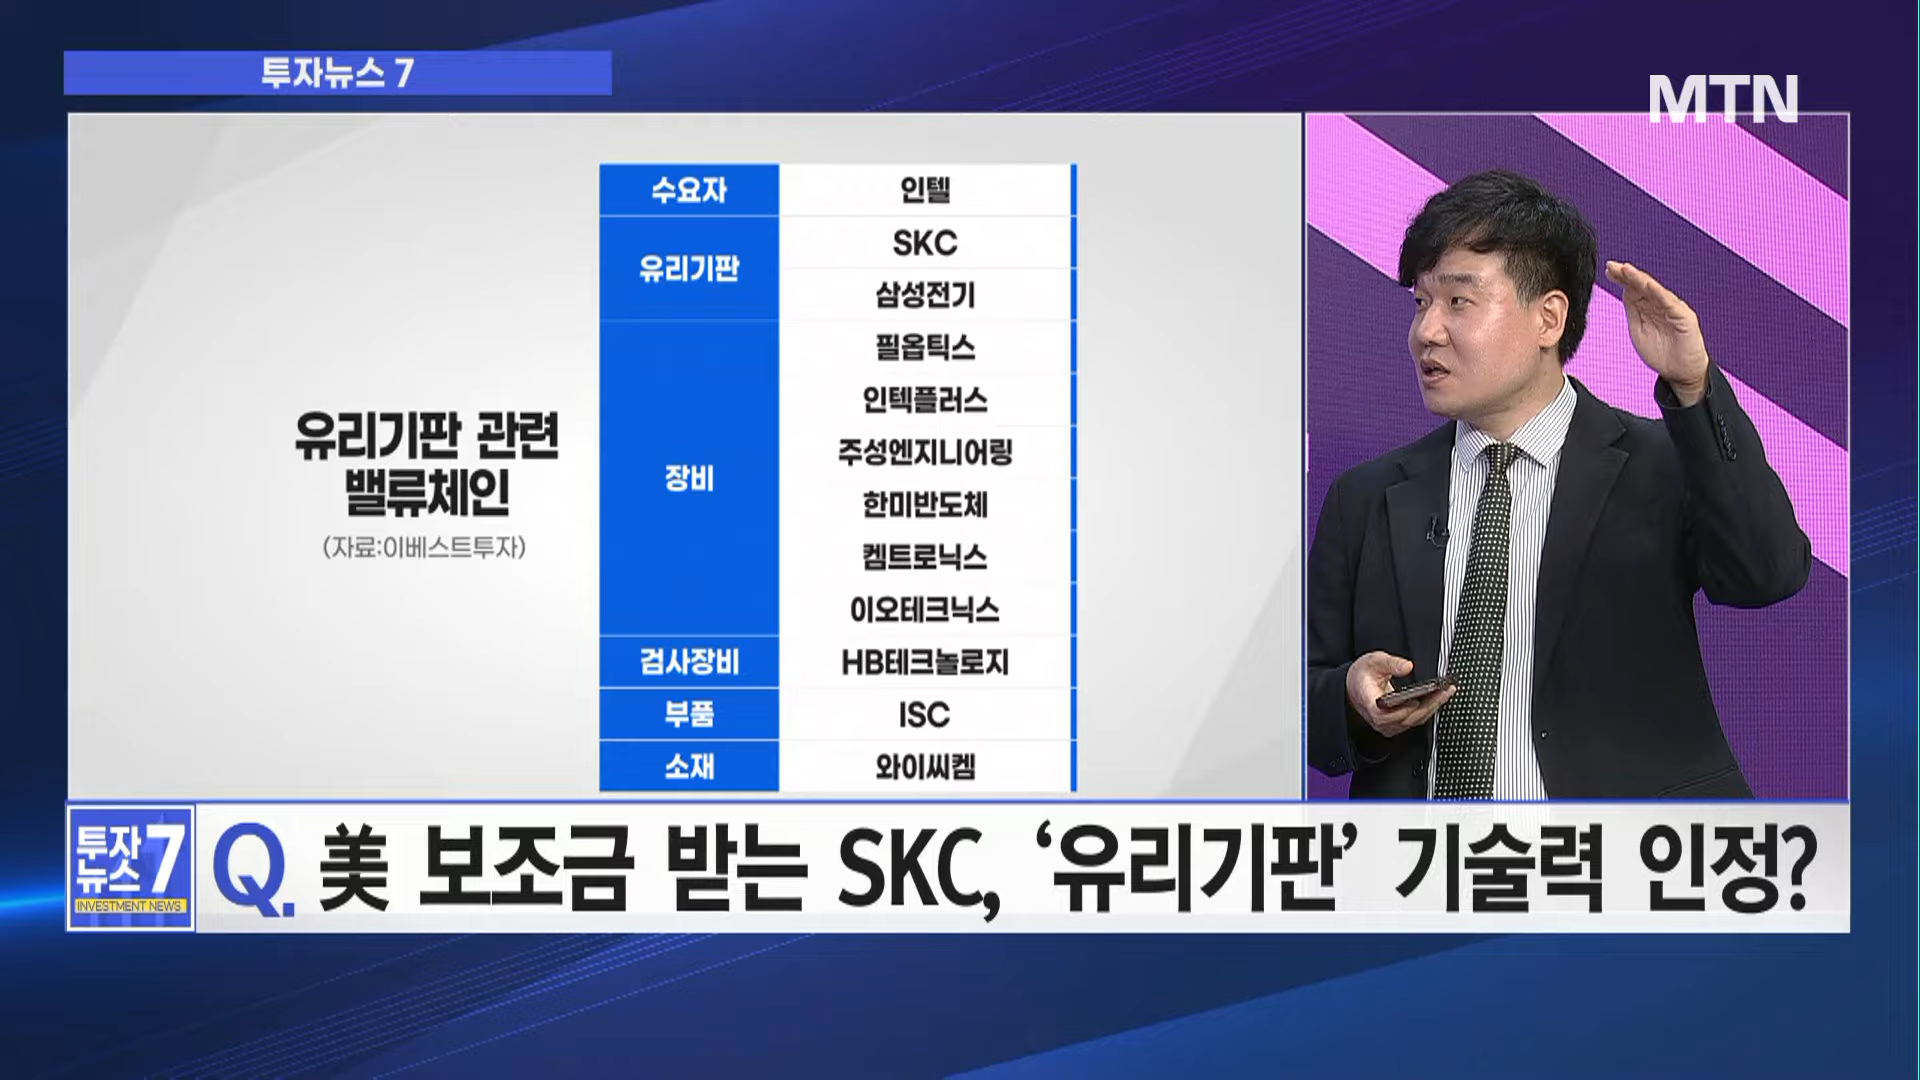 투자뉴스 7
MTN
유리기판 관련
밸류체인
(자료:이베스트투자)
수요자 인텔
유리기판 SKC
삼성전기
장비 필옵틱스
인텍플러스
주성엔지니어링
한미반도체
켐트로닉스
이오테크닉스
검사장비 HB테크놀로지
부품 ISC
소재 와이씨켐
투자
뉴스 7
INVESTMENT NEWS
Q. 美 보조금 받는 SKC, ‘유리기판’ 기술력 인정?